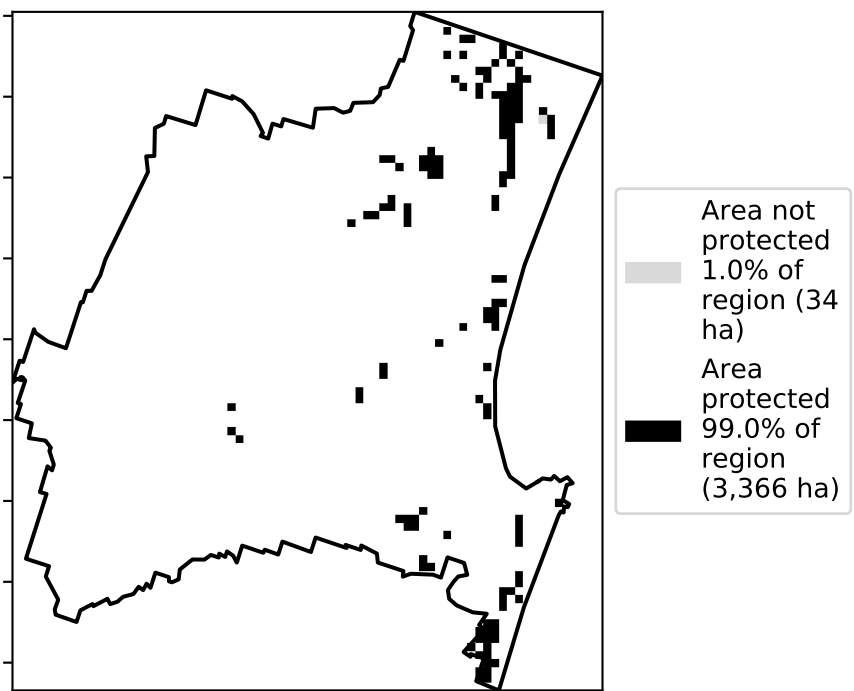 Area not
protected
1.0% of
region (34
ha)
Area
protected
99.0% of
region
(3,366 ha)